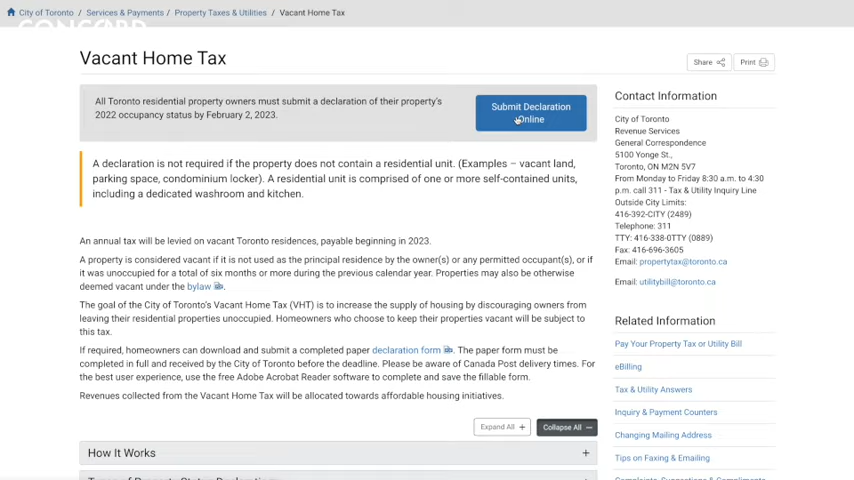 City of Toronto / Services & Payments / Property Taxes & Utilities / Vacant Home Tax
CONCORD
Vacant Home Tax
Share
Print
All Toronto residential property owners must submit a declaration of their property's
2022 occupancy status by February 2, 2023.
Submit Declaration
Online
A declaration is not required if the property does not contain a residential unit. (Examples – vacant land,
parking space, condominium locker). A residential unit is comprised of one or more self-contained units,
including a dedicated washroom and kitchen.
An annual tax will be levied on vacant Toronto residences, payable beginning in 2023.
A property is considered vacant if it is not used as the principal residence by the owner(s) or any permitted occupant(s), or if
it was unoccupied for a total of six months or more during the previous calendar year. Properties may also be otherwise
deemed vacant under the bylaw.
The goal of the City of Toronto's Vacant Home Tax (VHT) is to increase the supply of housing by discouraging owners from
leaving their residential properties unoccupied. Homeowners who choose to keep their properties vacant will be subject to
this tax.
If required, homeowners can download and submit a completed paper declaration form. The paper form must be
completed in full and received by the City of Toronto before the deadline. Please be aware of Canada Post delivery times. For
the best user experience, use the free Adobe Acrobat Reader software to complete and save the fillable form.
Revenues collected from the Vacant Home Tax will be allocated towards affordable housing initiatives.
Expand All +
Collapse All −
How It Works +
Contact Information
City of Toronto
Revenue Services
General Correspondence
5100 Yonge St.,
Toronto, ON M2N 5V7
From Monday to Friday 8:30 a.m. to 4:30
p.m. call 311 - Tax & Utility Inquiry Line
Outside City Limits:
416-392-CITY (2489)
Telephone: 311
TTY: 416-338-0TTY (0889)
Fax: 416-696-3605
Email: propertytax@toronto.ca
Email: utilitybill@toronto.ca
Related Information
Pay Your Property Tax or Utility Bill
eBilling
Tax & Utility Answers
Inquiry & Payment Counters
Changing Mailing Address
Tips on Faxing & Emailing